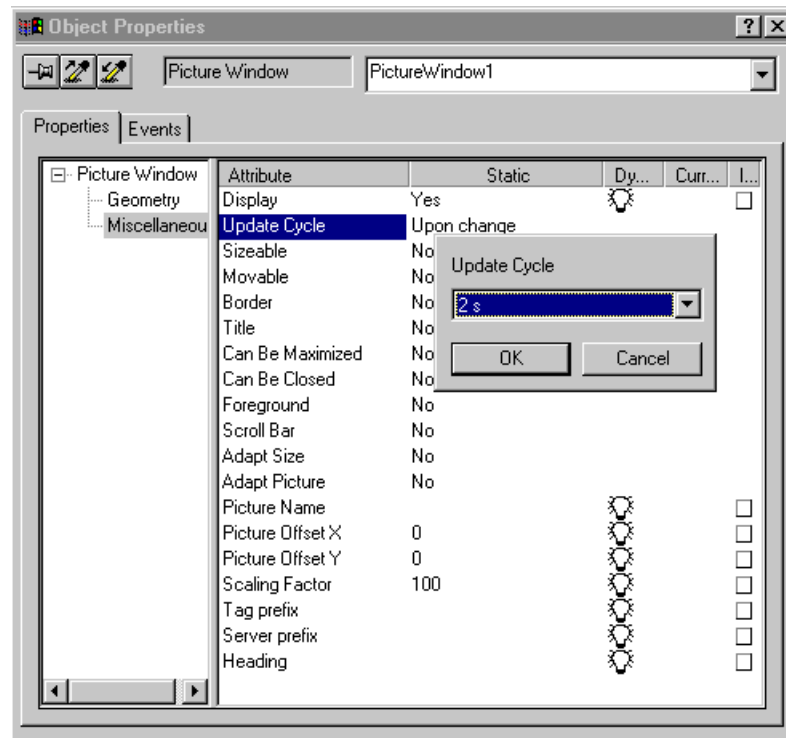 Object Properties
Picture Window PictureWindow1
Properties Events
Picture Window
Geometry
Miscellaneou
Attribute Static Dy... Curr... I...
Display Yes
Update Cycle Upon change
Sizeable No
Movable No
Border No
Title No
Can Be Maximized No
Can Be Closed No
Foreground No
Scroll Bar No
Adapt Size No
Adapt Picture No
Picture Name
Picture Offset X 0
Picture Offset Y 0
Scaling Factor 100
Tag prefix
Server prefix
Heading
Update Cycle
2 s
OK Cancel